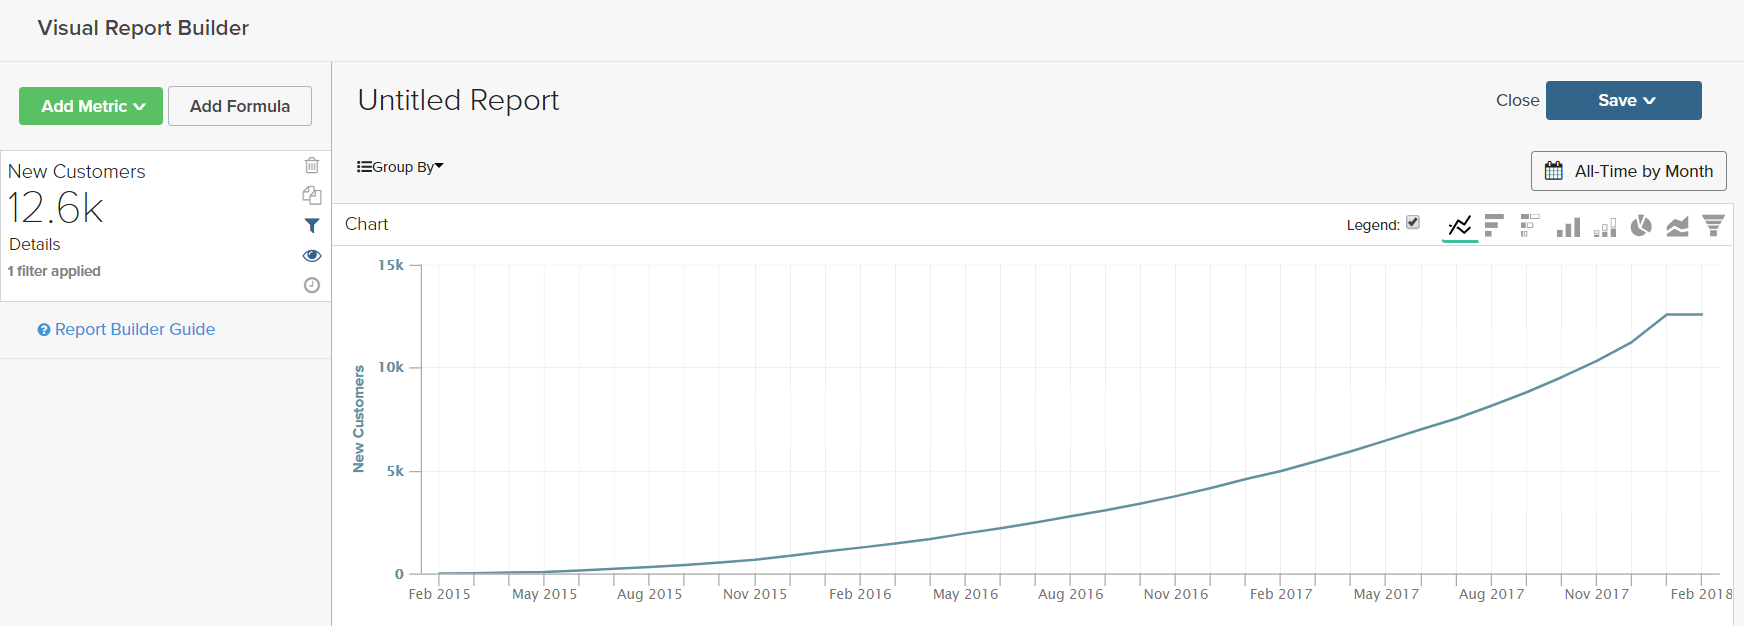 Visual Report Builder
Add Metric
Add Formula
New Customers
12.6k
Details
1 filter applied
Report Builder Guide
Untitled Report
Close
Save
Group By
All-Time by Month
Chart
Legend:
15k
10k
5k
0
New Customers
Feb 2015 May 2015 Aug 2015 Nov 2015 Feb 2016 May 2016 Aug 2016 Nov 2016 Feb 2017 May 2017 Aug 2017 Nov 2017 Feb 2018